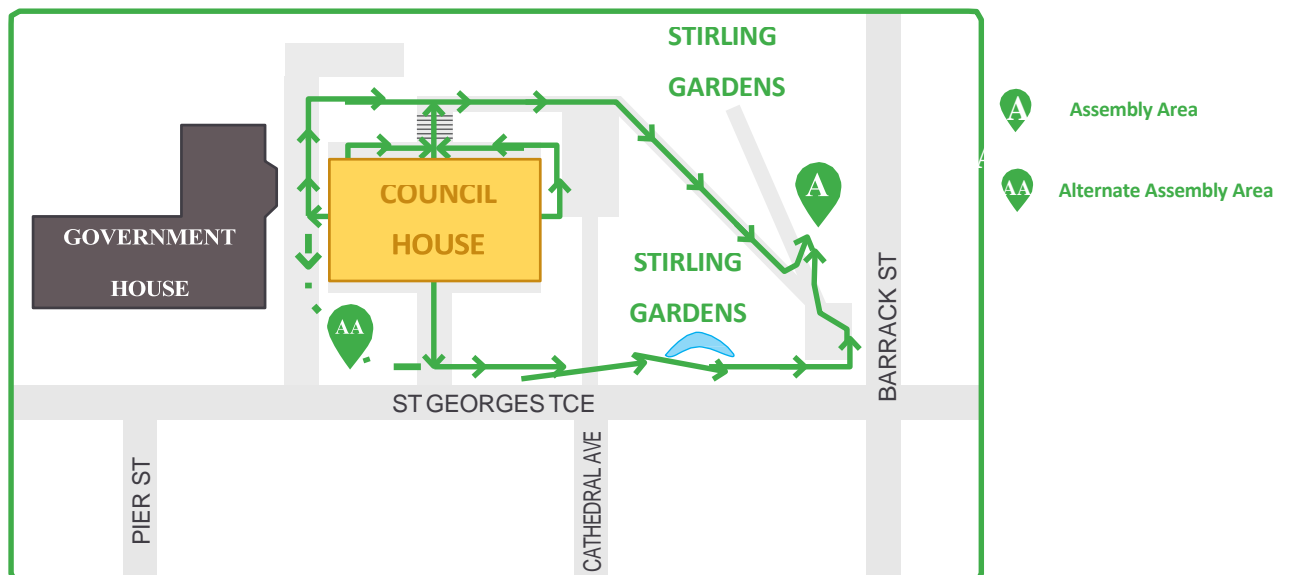 STIRLING
GARDENS
A
Assembly Area
A
AA
Alternate Assembly Area
A
COUNCIL
HOUSE
GOVERNMENT
HOUSE
STIRLING
GARDENS
AA
BARRACK ST
ST GEORGES TCE
PIER ST
CATHEDRAL AVE